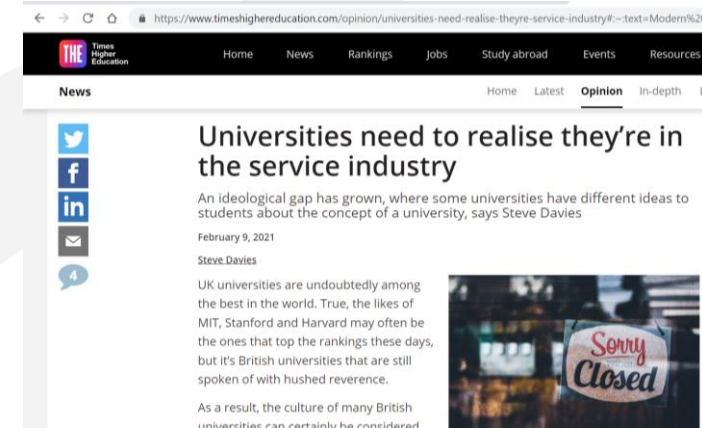 https://www.timeshighereducation.com/opinion/universities-need-realise-theyre-service-industry#:~:text=Modern%2
THE Times
Higher
Education
Home News Rankings Jobs Study abroad Events Resources
News
Home Latest Opinion In-depth
Universities need to realise they're in
the service industry
An ideological gap has grown, where some universities have different ideas to
students about the concept of a university, says Steve Davies
February 9, 2021
Steve Davies
4
UK universities are undoubtedly among
the best in the world. True, the likes of
MIT, Stanford and Harvard may often be
the ones that top the rankings these days,
but it's British universities that are still
spoken of with hushed reverence.
As a result, the culture of many British
universities can certainly be considered
Sorry
Closed